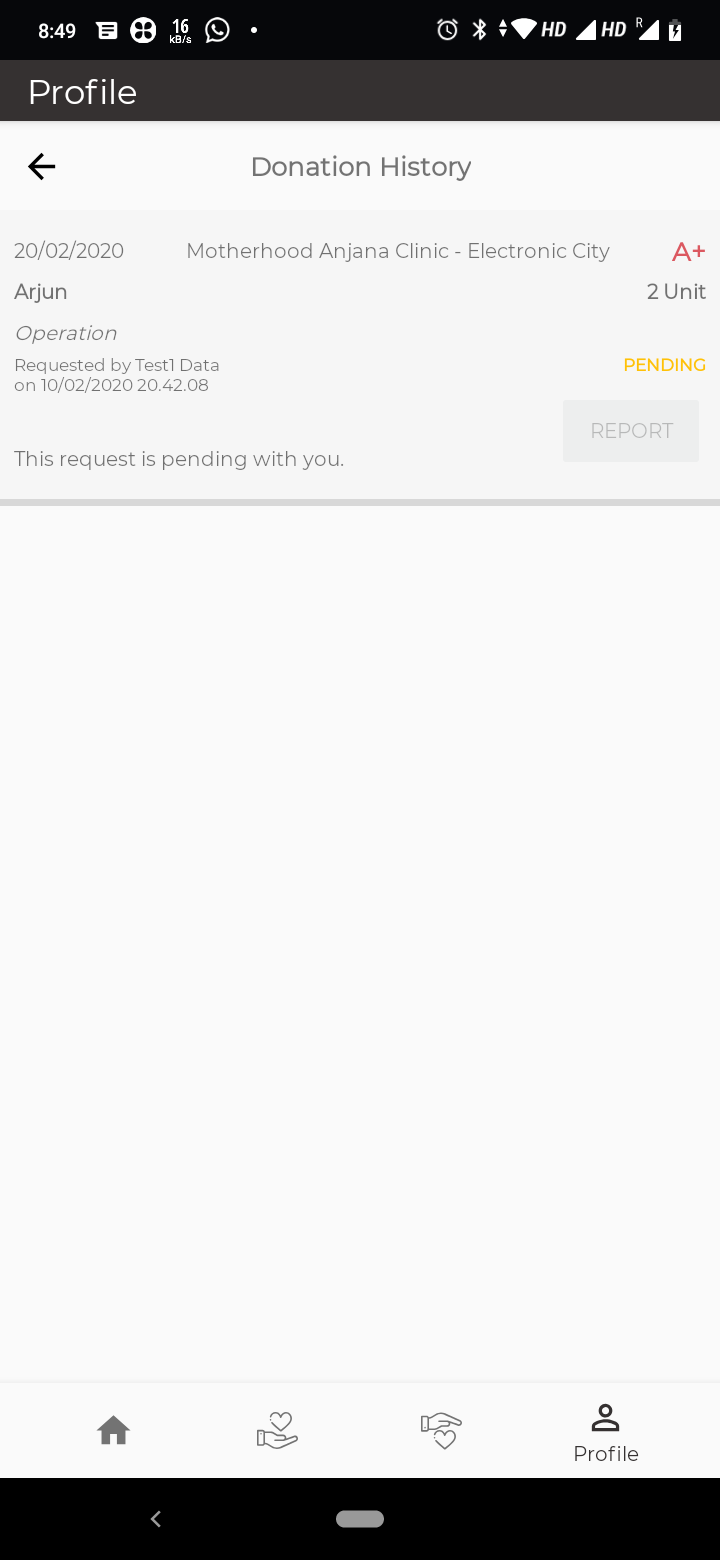 8:49 16 kB/s HD HD R
Profile
Donation History
20/02/2020 Motherhood Anjana Clinic - Electronic City A+
Arjun 2 Unit
Operation
Requested by Test1 Data PENDING
on 10/02/2020 20.42.08
REPORT
This request is pending with you.
Profile